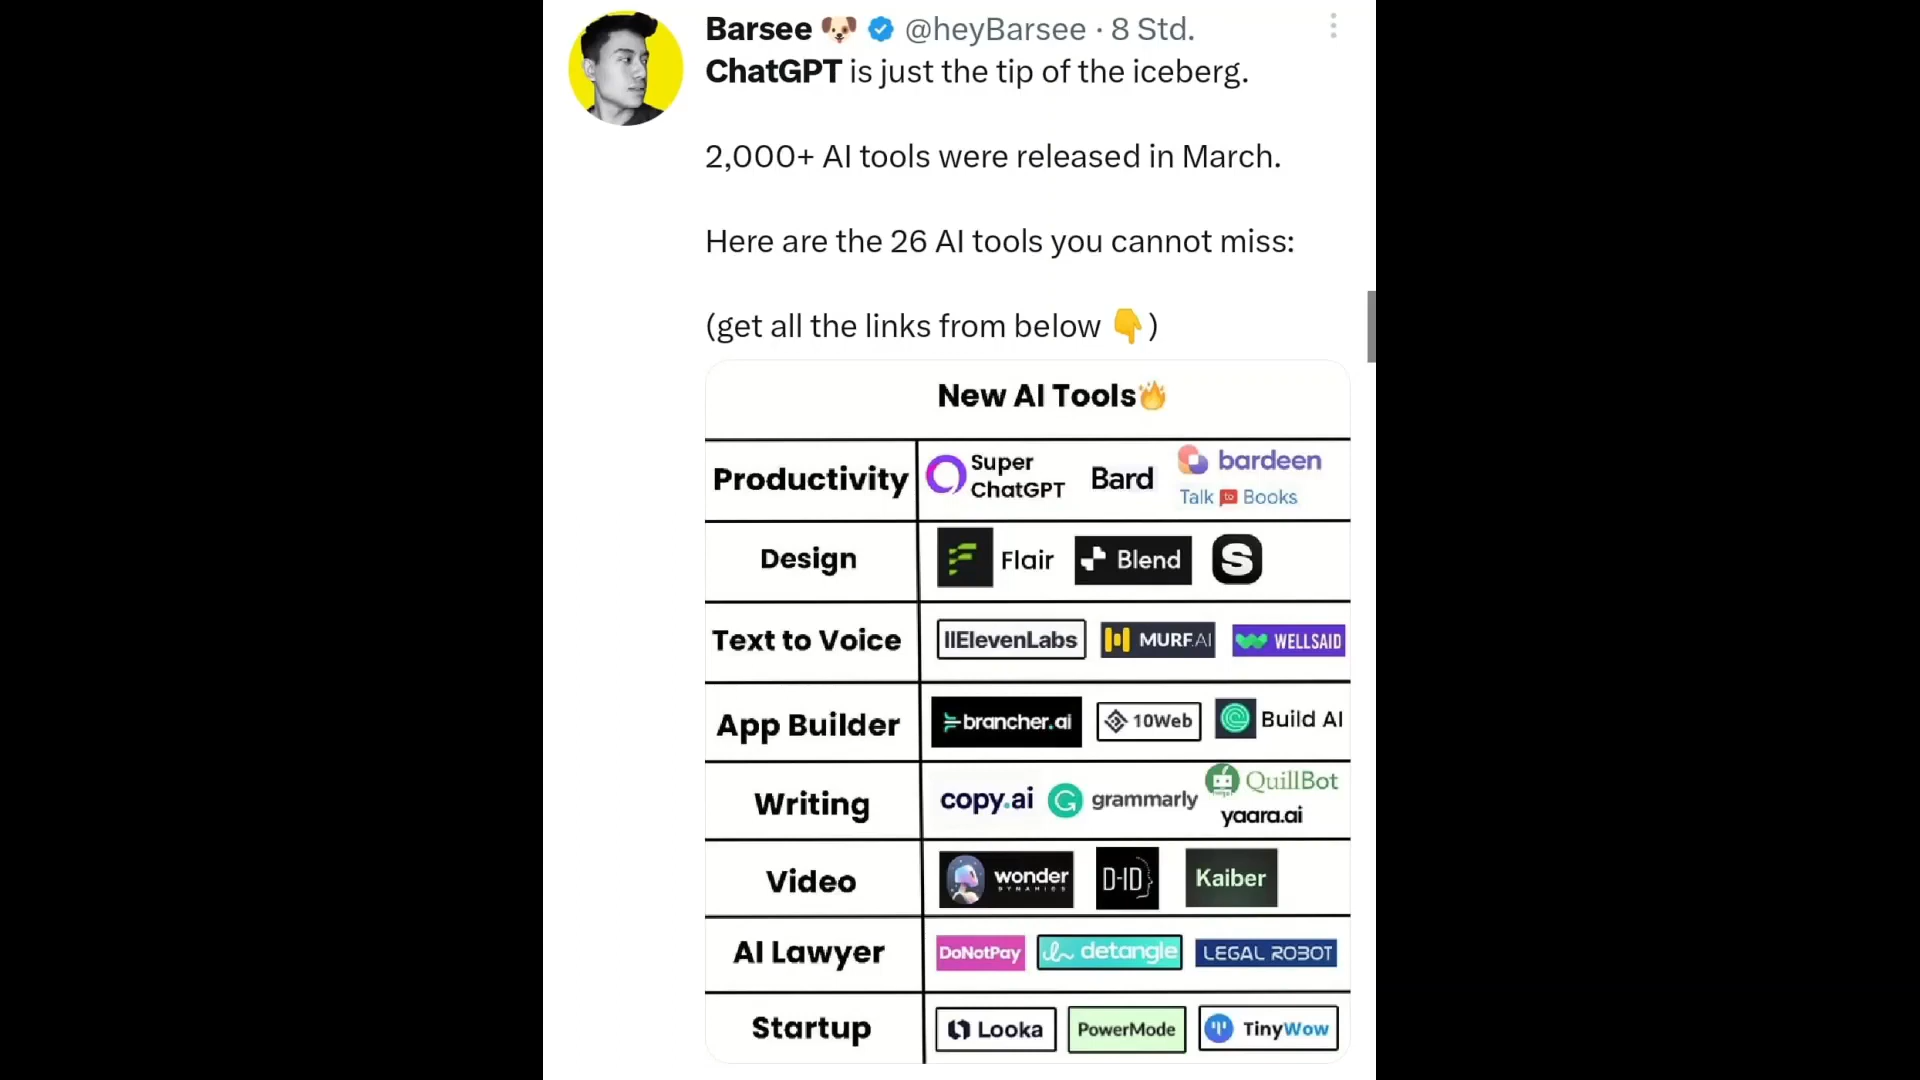 Barsee 🐶 @heyBarsee · 8 Std.
ChatGPT is just the tip of the iceberg.
2,000+ AI tools were released in March.
Here are the 26 AI tools you cannot miss:
(get all the links from below 👇)
New AI Tools🔥
Productivity
Super
ChatGPT
Bard
bardeen
Talk to Books
Design
Flair
Blend
S
Text to Voice
IIElevenLabs
MURF.AI
WELLSAID
App Builder
brancher.ai
10Web
Build AI
Writing
copy.ai
grammarly
QuillBot
yaara.ai
Video
wonder
DYNAMICS
D-ID
Kaiber
AI Lawyer
DoNotPay
detangle
LEGAL ROBOT
Startup
Looka
PowerMode
TinyWow